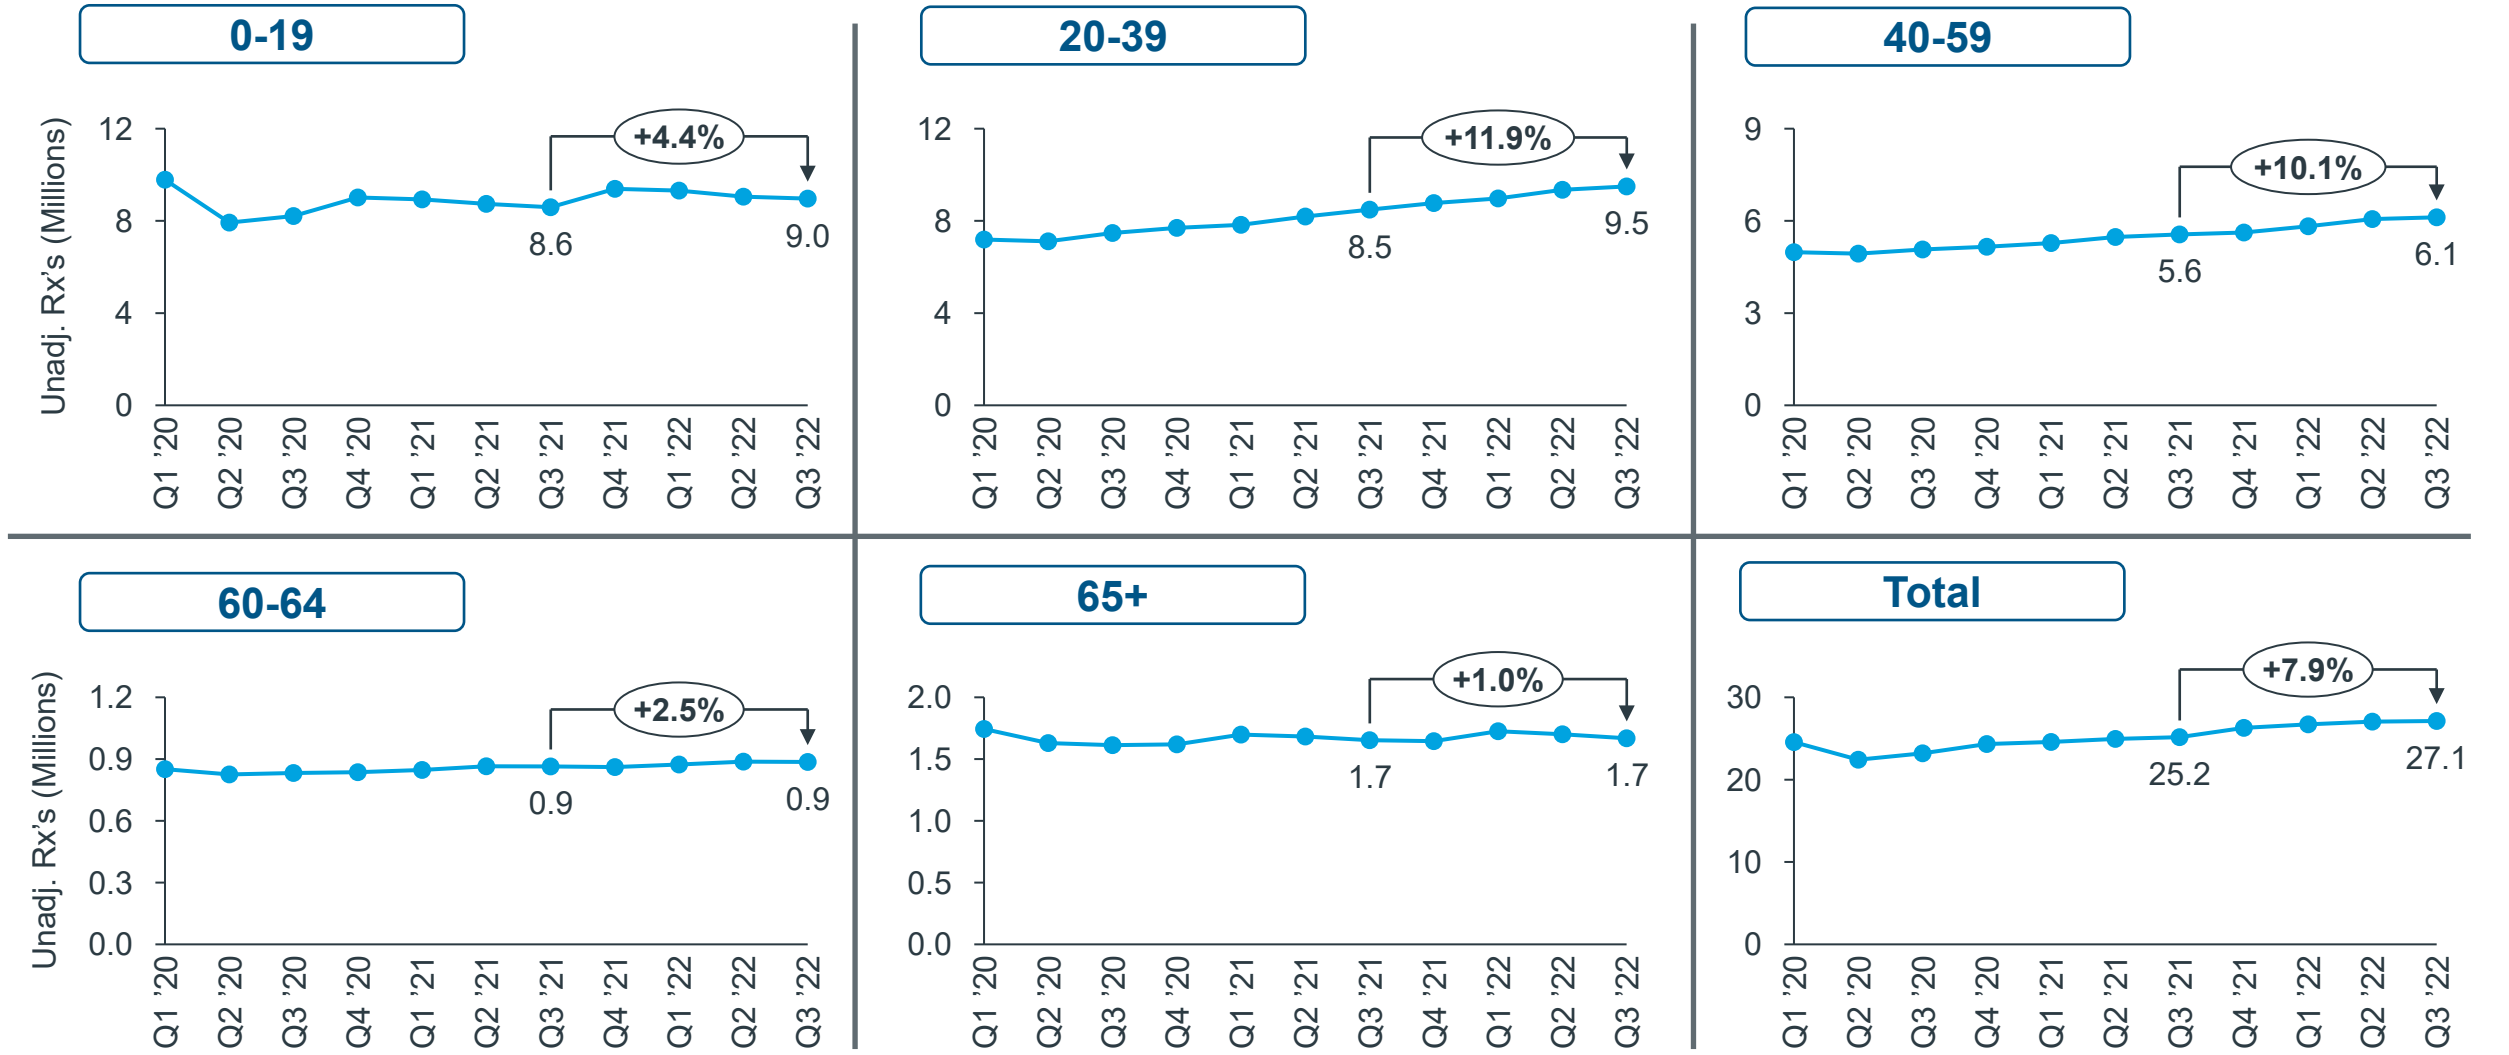 0-19
Unadj. Rx’s (Millions)
12
8
4
0
+4.4%
8.6
9.0
Q1 ’20
Q2 ’20
Q3 ’20
Q4 ’20
Q1 ’21
Q2 ’21
Q3 ’21
Q4 ’21
Q1 ’22
Q2 ’22
Q3 ’22
20-39
12
8
4
0
+11.9%
8.5
9.5
Q1 ’20
Q2 ’20
Q3 ’20
Q4 ’20
Q1 ’21
Q2 ’21
Q3 ’21
Q4 ’21
Q1 ’22
Q2 ’22
Q3 ’22
40-59
9
6
3
0
+10.1%
5.6
6.1
Q1 ’20
Q2 ’20
Q3 ’20
Q4 ’20
Q1 ’21
Q2 ’21
Q3 ’21
Q4 ’21
Q1 ’22
Q2 ’22
Q3 ’22
60-64
Unadj. Rx’s (Millions)
1.2
0.9
0.6
0.3
0.0
+2.5%
0.9
0.9
Q1 ’20
Q2 ’20
Q3 ’20
Q4 ’20
Q1 ’21
Q2 ’21
Q3 ’21
Q4 ’21
Q1 ’22
Q2 ’22
Q3 ’22
65+
2.0
1.5
1.0
0.5
0.0
+1.0%
1.7
1.7
Q1 ’20
Q2 ’20
Q3 ’20
Q4 ’20
Q1 ’21
Q2 ’21
Q3 ’21
Q4 ’21
Q1 ’22
Q2 ’22
Q3 ’22
Total
30
20
10
0
+7.9%
25.2
27.1
Q1 ’20
Q2 ’20
Q3 ’20
Q4 ’20
Q1 ’21
Q2 ’21
Q3 ’21
Q4 ’21
Q1 ’22
Q2 ’22
Q3 ’22